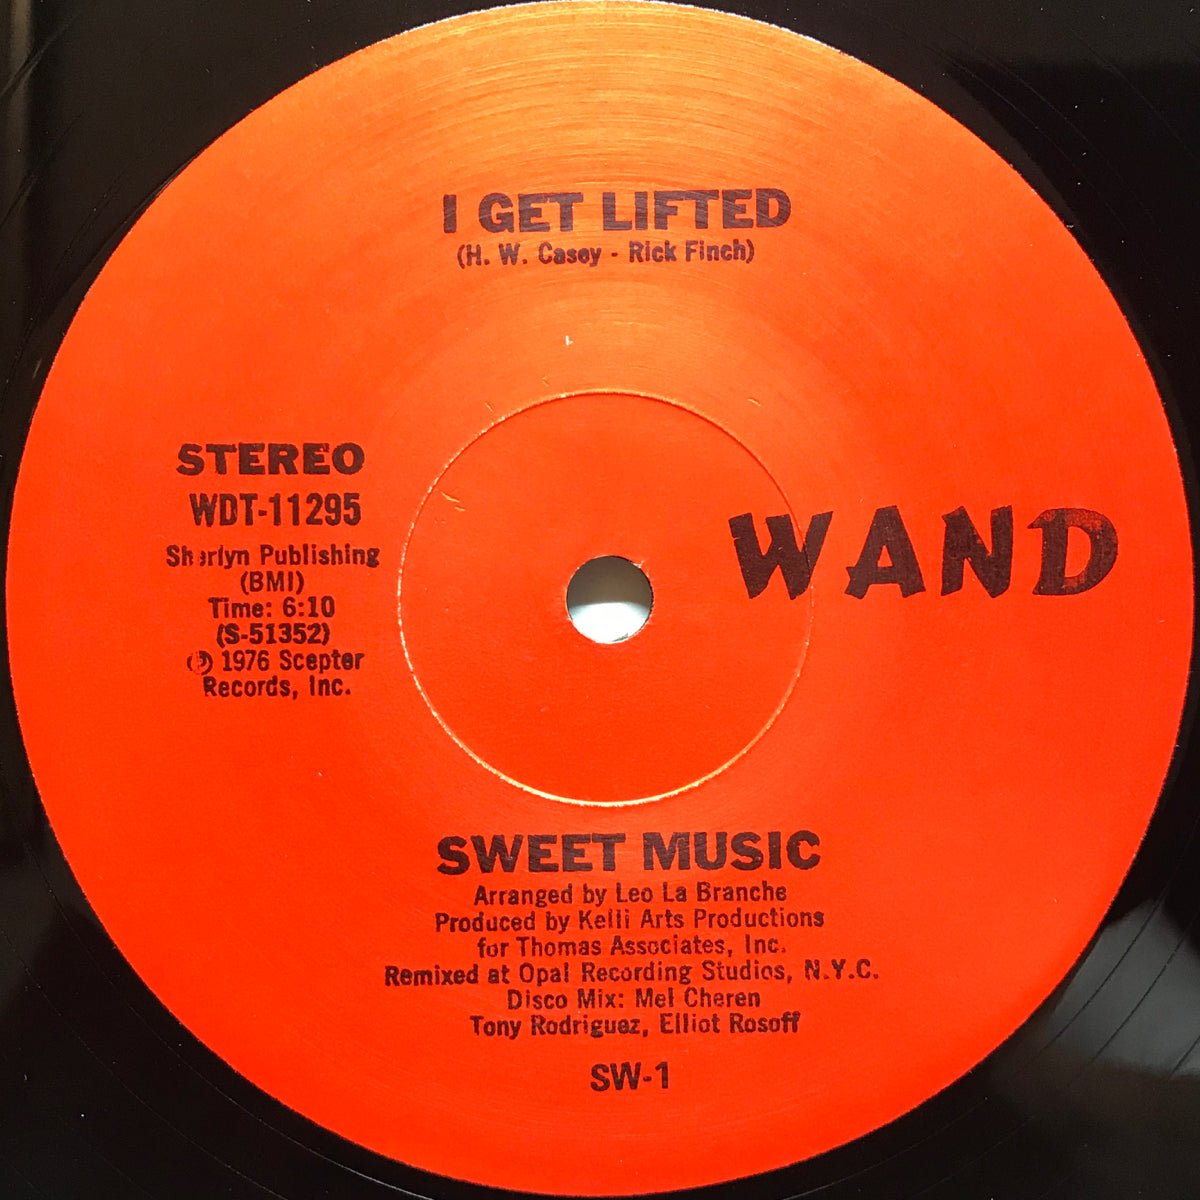 I GET LIFTED
(H. W. Casey - Rick Finch)
STEREO
WDT-11295
Sherlyn Publishing
(BMI)
Time: 6:10
(S-51352)
℗ 1976 Scepter
Records, Inc.
WAND
SWEET MUSIC
Arranged by Leo La Branche
Produced by Kelli Arts Productions
for Thomas Associates, Inc.
Remixed at Opal Recording Studios, N.Y.C.
Disco Mix: Mel Cheren
Tony Rodriguez, Elliot Rosoff
SW-1